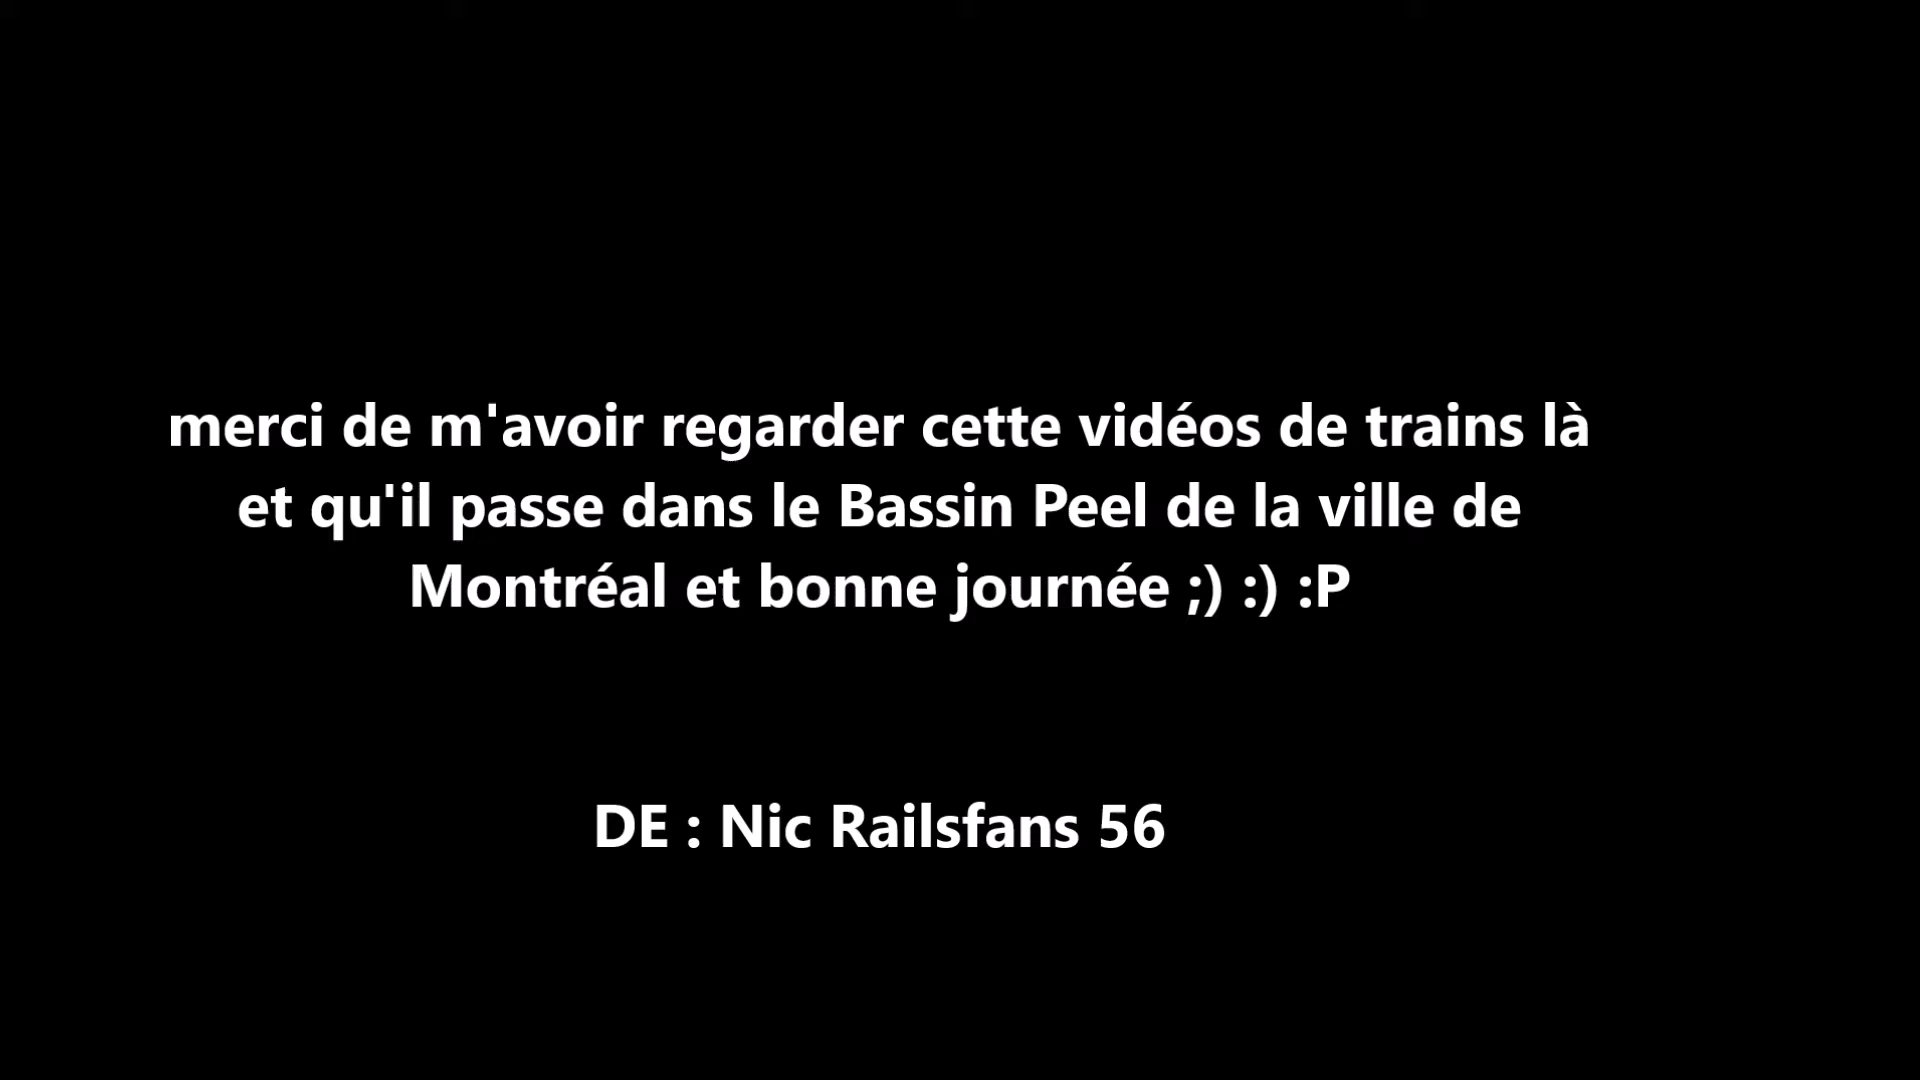 merci de m'avoir regarder cette vidéos de trains là
et qu'il passe dans le Bassin Peel de la ville de
Montréal et bonne journée ;) :) :P
DE : Nic Railsfans 56